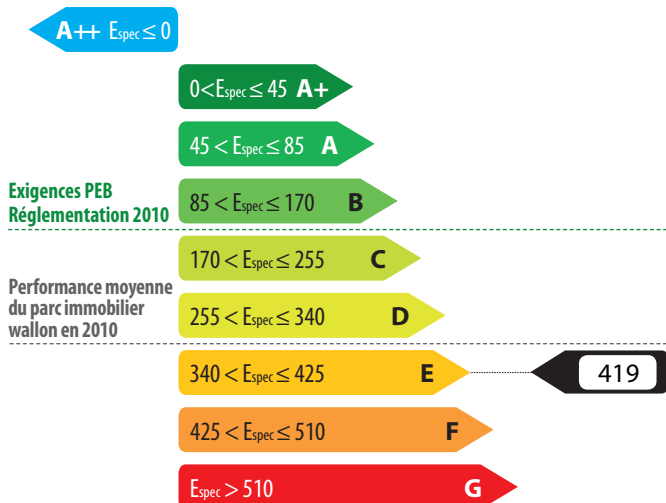 A++ Espec ≤ 0
0<Espec ≤ 45 A+
45 < Espec ≤ 85 A
Exigences PEB
Réglementation 2010
85 < Espec ≤ 170 B
170 < Espec ≤ 255 C
Performance moyenne
du parc immobilier
wallon en 2010
255 < Espec ≤ 340 D
340 < Espec ≤ 425 E
419
425 < Espec ≤ 510 F
Espec > 510 G